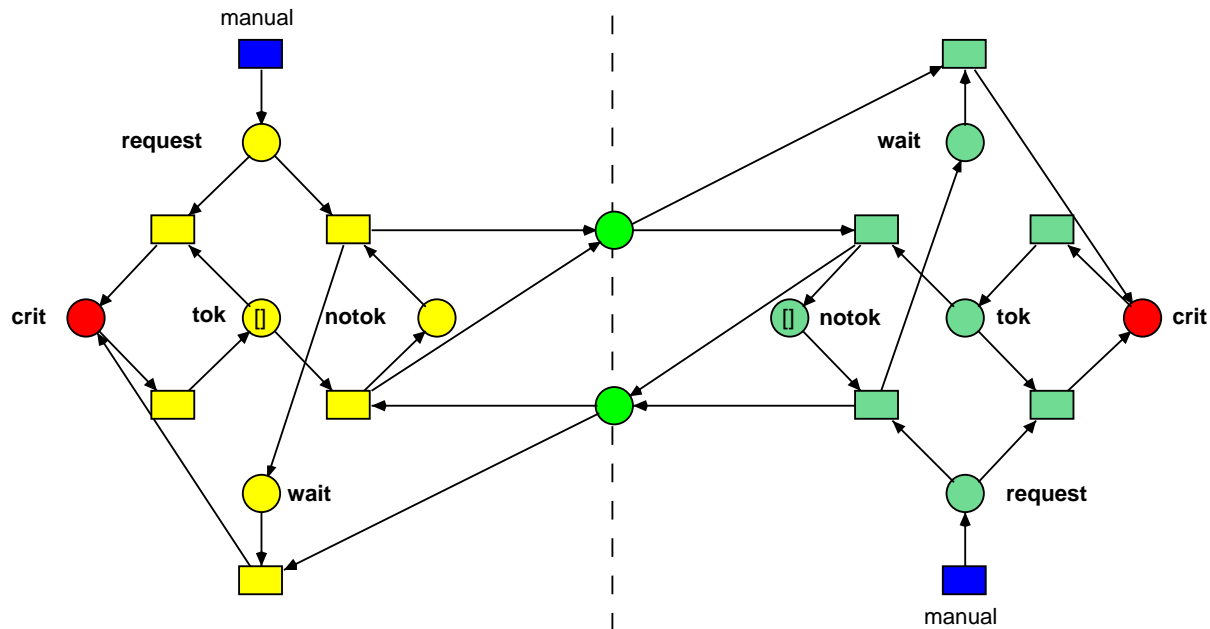 manual
request
wait
crit
tok
[]
notok
[]
notok
tok
crit
wait
request
manual